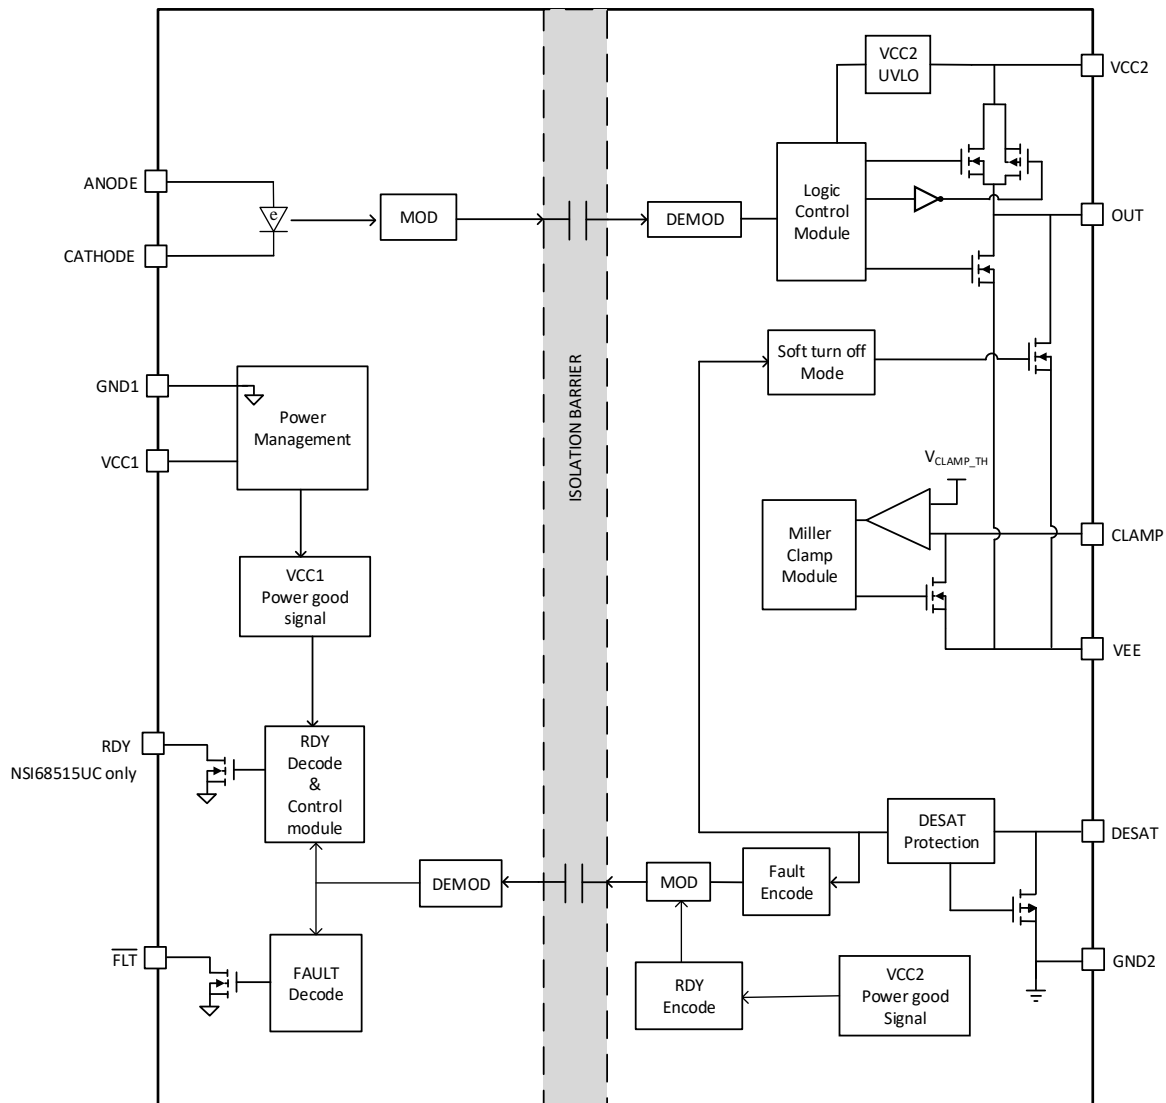 VCC2
UVLO
VCC2
ANODE
e
MOD
DEMOD
Logic
Control
Module
OUT
CATHODE
GND1
Power
Management
VCC1
ISOLATION BARRIER
Soft turn off
Mode
VCLAMP_TH
Miller
Clamp
Module
CLAMP
VCC1
Power good
signal
VEE
RDY
NSI68515UC only
RDY
Decode
&
Control
module
DESAT
Protection
DESAT
DEMOD
MOD
Fault
Encode
FLT
FAULT
Decode
RDY
Encode
VCC2
Power good
Signal
GND2